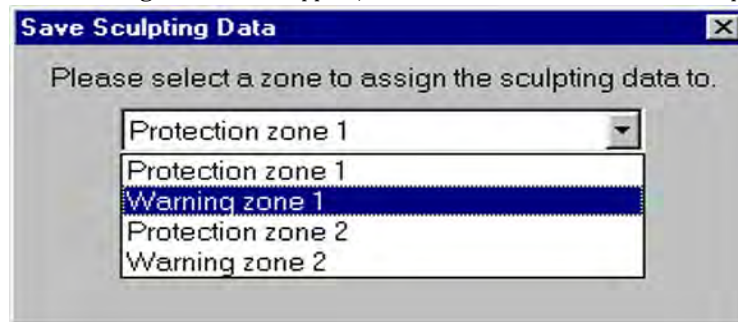 Save Sculpting Data
Please select a zone to assign the sculpting data to.
Protection zone 1
Protection zone 1
Warning zone 1
Protection zone 2
Warning zone 2